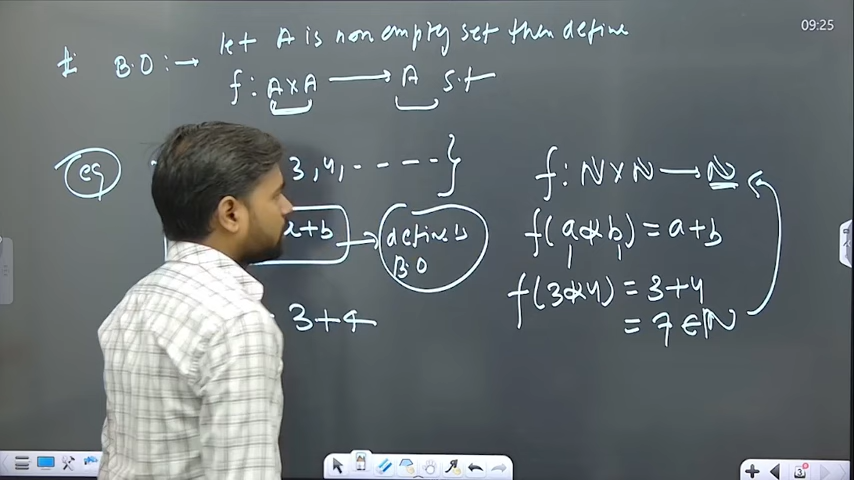 09:25
B.O :→ let A is non empty set then define
f: A×A → A s.t
eg
3,4,-----}
f: N×N → N
a+b → define's B.O
f(a*b) = a+b
f(3*4) = 3+4
3+4
= 7 ∈ N
3